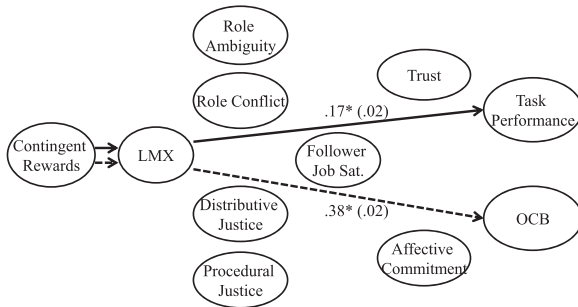 Role
Ambiguity
Trust
Role Conflict
.17* (.02)
Task
Performance
Contingent
Rewards
LMX
Follower
Job Sat.
Distributive
Justice
.38* (.02)
OCB
Affective
Commitment
Procedural
Justice